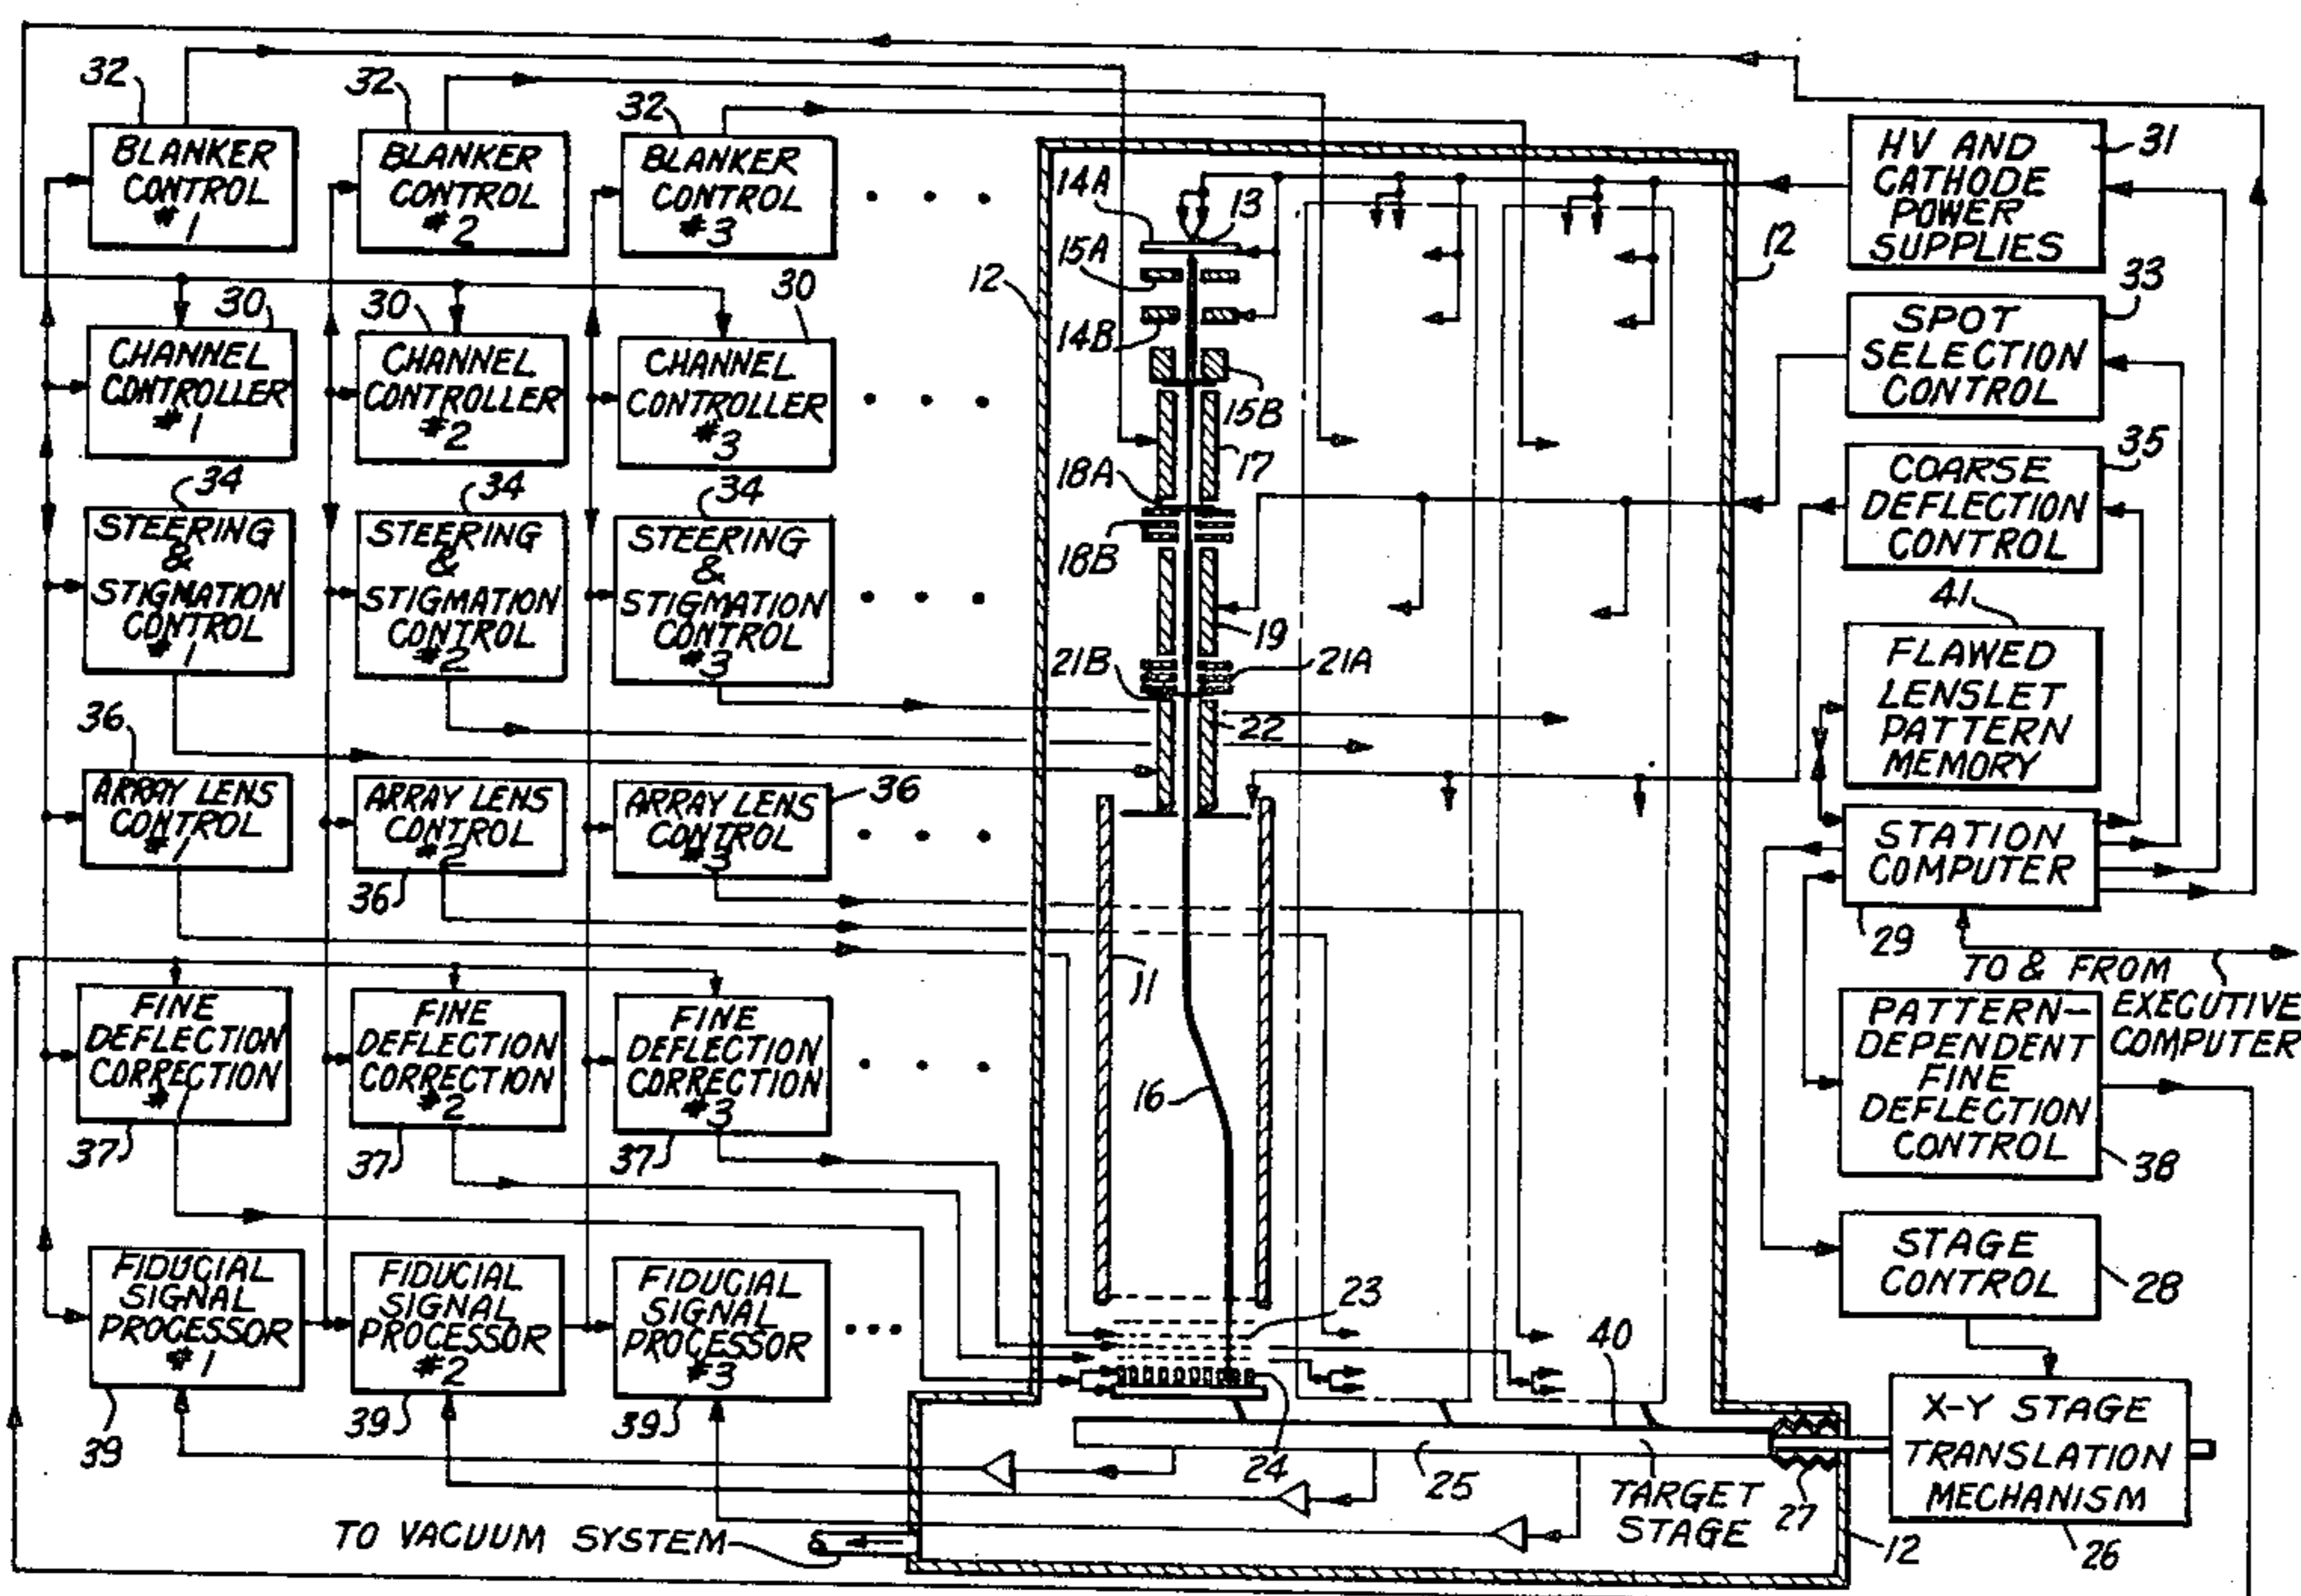 32
BLANKER
CONTROL
#1
32
BLANKER
CONTROL
#2
32
BLANKER
CONTROL
#3
30
CHANNEL
CONTROLLER
#1
30
CHANNEL
CONTROLLER
#2
30
CHANNEL
CONTROLLER
#3
34
STEERING
&
STIGMATION
CONTROL
#1
34
STEERING
&
STIGMATION
CONTROL
#2
34
STEERING
&
STIGMATION
CONTROL
#3
36
ARRAY LENS
CONTROL
#1
ARRAY LENS
CONTROL
#2
36
ARRAY LENS
CONTROL
#3
36
FINE
DEFLECTION
CORRECTION
#1
37
FINE
DEFLECTION
CORRECTION
#2
37
FINE
DEFLECTION
CORRECTION
#3
37
FIDUCIAL
SIGNAL
PROCESSOR
#1
39
FIDUCIAL
SIGNAL
PROCESSOR
#2
39
FIDUCIAL
SIGNAL
PROCESSOR
#3
39
TO VACUUM SYSTEM
12
14A
13
15A
14B
15B
17
18A
18B
19
21B
21A
22
11
16
23
40
24
25
TARGET
STAGE
27
12
12
HV AND
CATHODE
POWER
SUPPLIES
31
SPOT
SELECTION
CONTROL
33
COARSE
DEFLECTION
CONTROL
35
41
FLAWED
LENSLET
PATTERN
MEMORY
STATION
COMPUTER
29
TO & FROM
EXECUTIVE
COMPUTER
PATTERN-
DEPENDENT
FINE
DEFLECTION
CONTROL
38
STAGE
CONTROL
28
X-Y STAGE
TRANSLATION
MECHANISM
26